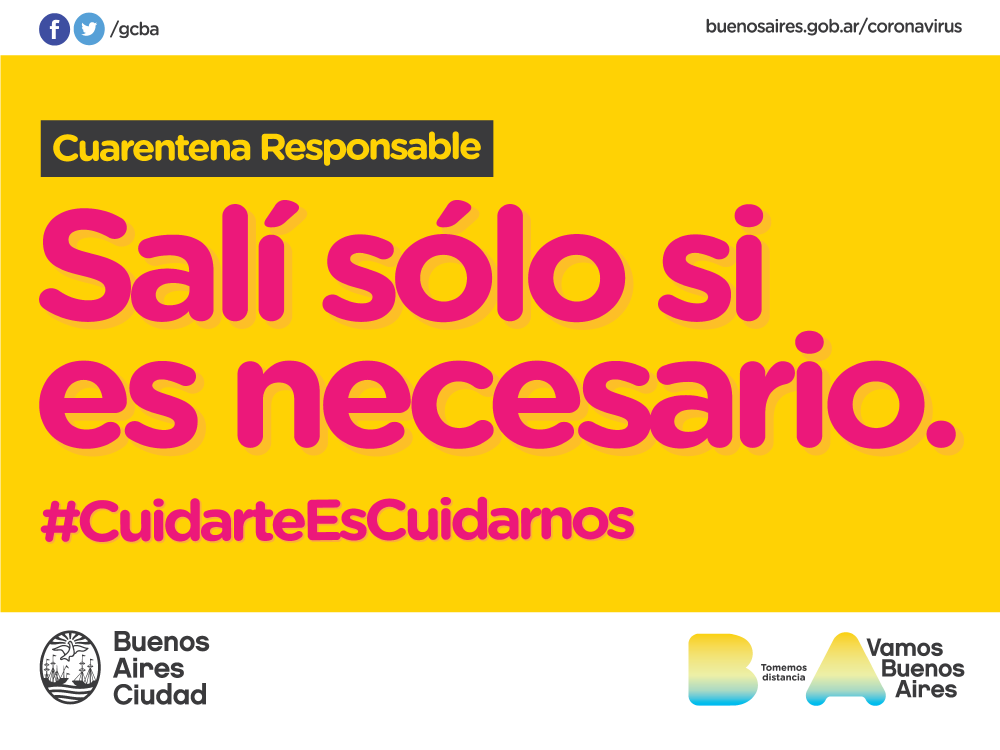 /gcba
buenosaires.gob.ar/coronavirus
Cuarentena Responsable
Salí sólo si
es necesario.
#CuidarteEsCuidarnos
Buenos
Aires
Ciudad
B
Tomemos
distancia
A
Vamos
Buenos
Aires